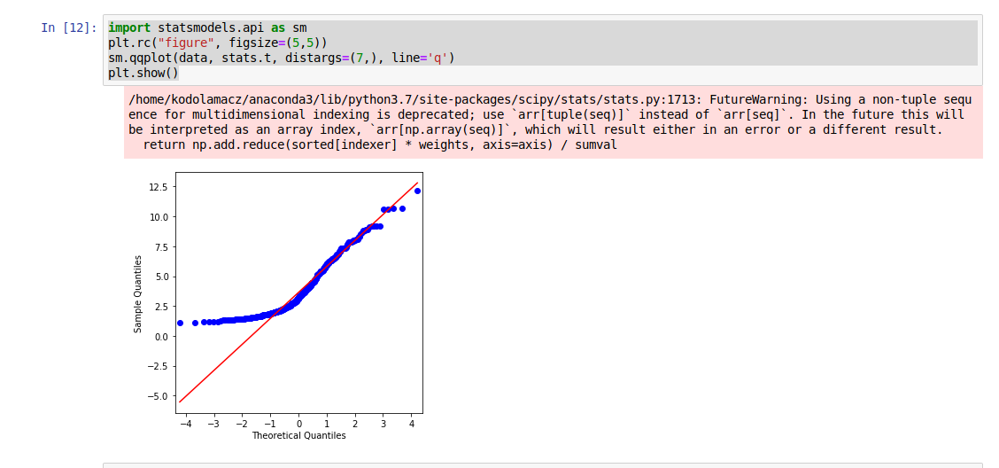 In [12]:
import statsmodels.api as sm
plt.rc("figure", figsize=(5,5))
sm.qqplot(data, stats.t, distargs=(7,), line='q')
plt.show()
/home/kodolamacz/anaconda3/lib/python3.7/site-packages/scipy/stats/stats.py:1713: FutureWarning: Using a non-tuple sequ
ence for multidimensional indexing is deprecated; use `arr[tuple(seq)]` instead of `arr[seq]`. In the future this will
be interpreted as an array index, `arr[np.array(seq)]`, which will result either in an error or a different result.
  return np.add.reduce(sorted[indexer] * weights, axis=axis) / sumval
12.5
10.0
7.5
5.0
2.5
0.0
−2.5
−5.0
Sample Quantiles
−4 −3 −2 −1 0 1 2 3 4
Theoretical Quantiles